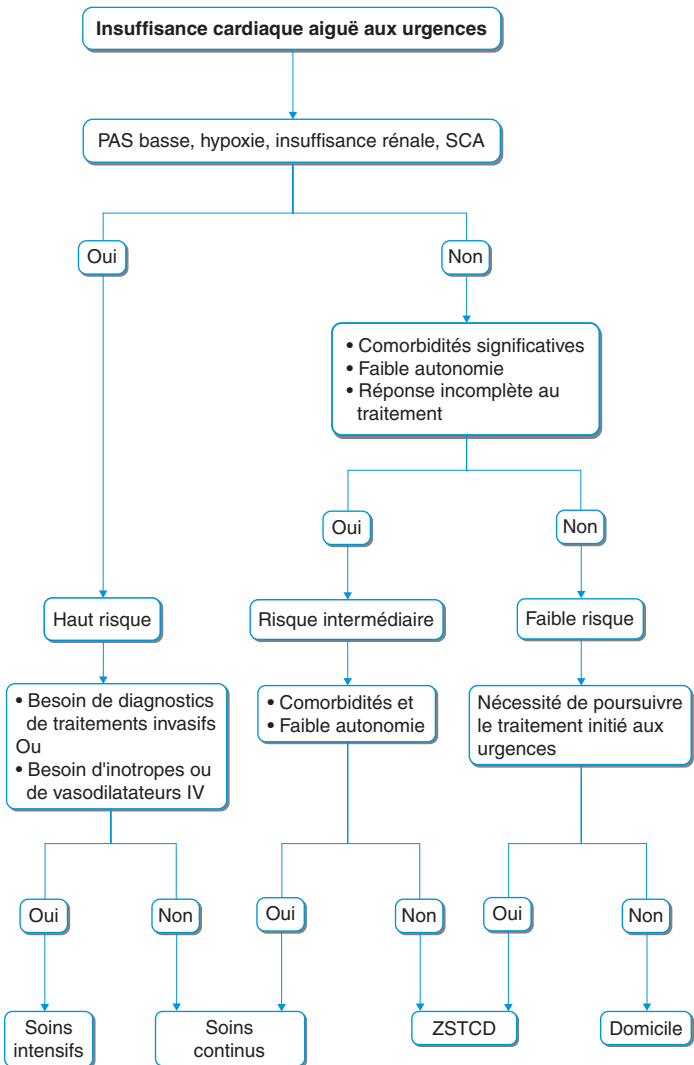 Insuffisance cardiaque aiguë aux urgences
PAS basse, hypoxie, insuffisance rénale, SCA
Oui
Non
• Comorbidités significatives
• Faible autonomie
• Réponse incomplète au
traitement
Oui
Non
Haut risque
Risque intermédiaire
Faible risque
• Besoin de diagnostics
de traitements invasifs
Ou
• Besoin d'inotropes ou
de vasodilatateurs IV
• Comorbidités et
• Faible autonomie
Nécessité de poursuivre
le traitement initié aux
urgences
Oui
Non
Oui
Non
Oui
Non
Soins
intensifs
Soins
continus
ZSTCD
Domicile